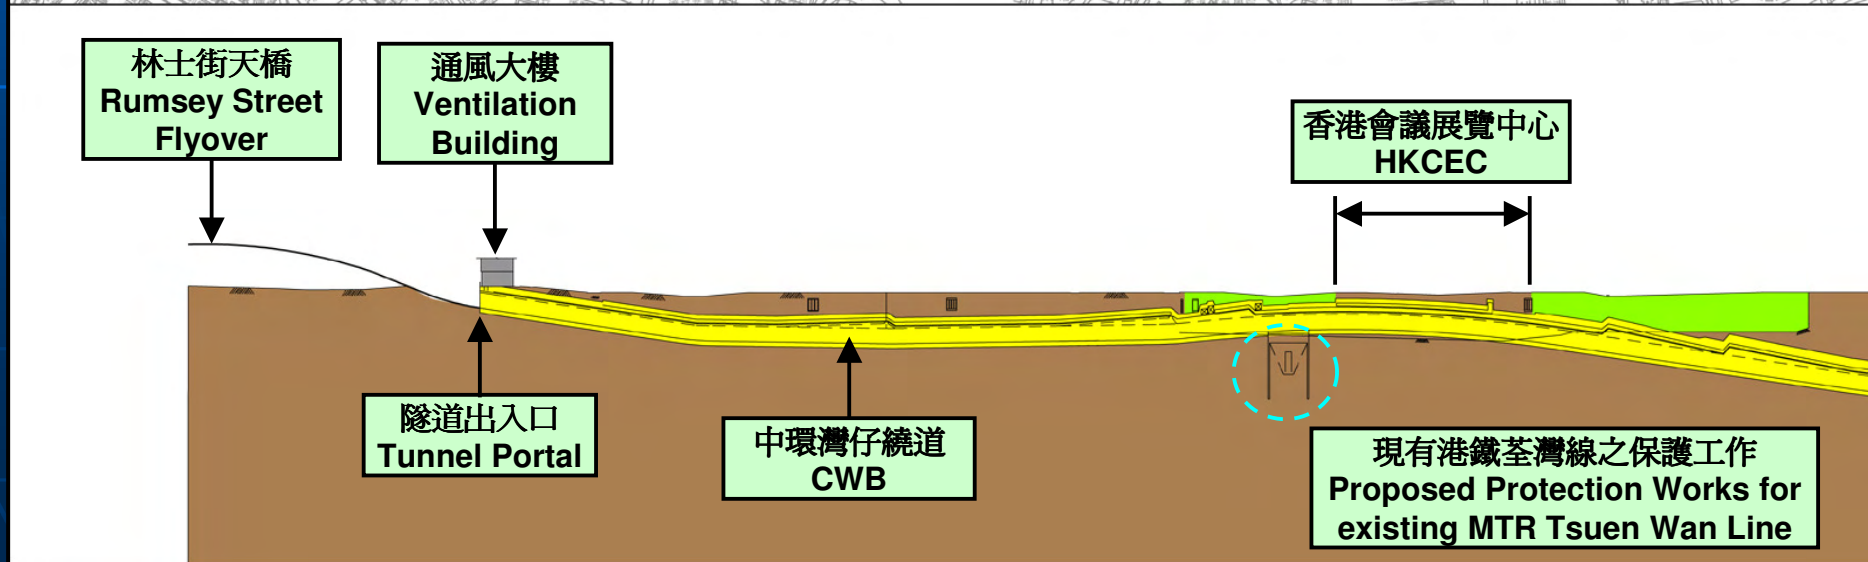 林士街天橋
Rumsey Street
Flyover
通風大樓
Ventilation
Building
香港會議展覽中心
HKCEC
隧道出入口
Tunnel Portal
中環灣仔繞道
CWB
現有港鐵荃灣線之保護工作
Proposed Protection Works for
existing MTR Tsuen Wan Line